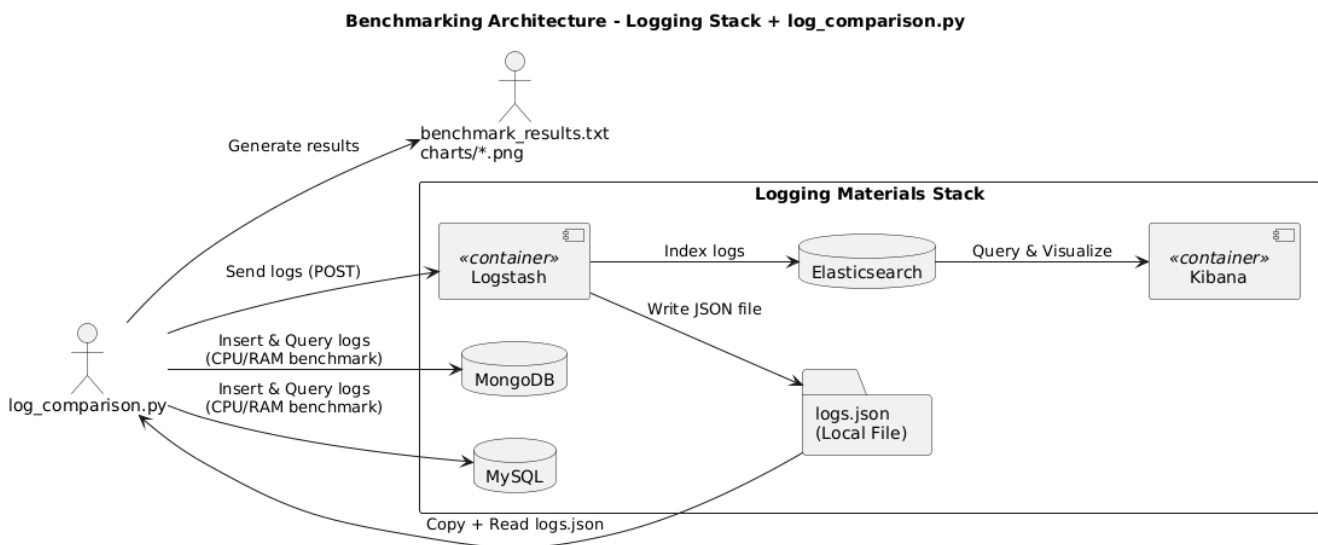 Benchmarking Architecture - Logging Stack + log_comparison.py
benchmark_results.txt
charts/*.png
Generate results
Logging Materials Stack
«container»
Logstash
Index logs
Elasticsearch
Query & Visualize
«container»
Kibana
Send logs (POST)
Write JSON file
Insert & Query logs
(CPU/RAM benchmark)
MongoDB
Insert & Query logs
(CPU/RAM benchmark)
log_comparison.py
logs.json
(Local File)
MySQL
Copy + Read logs.json